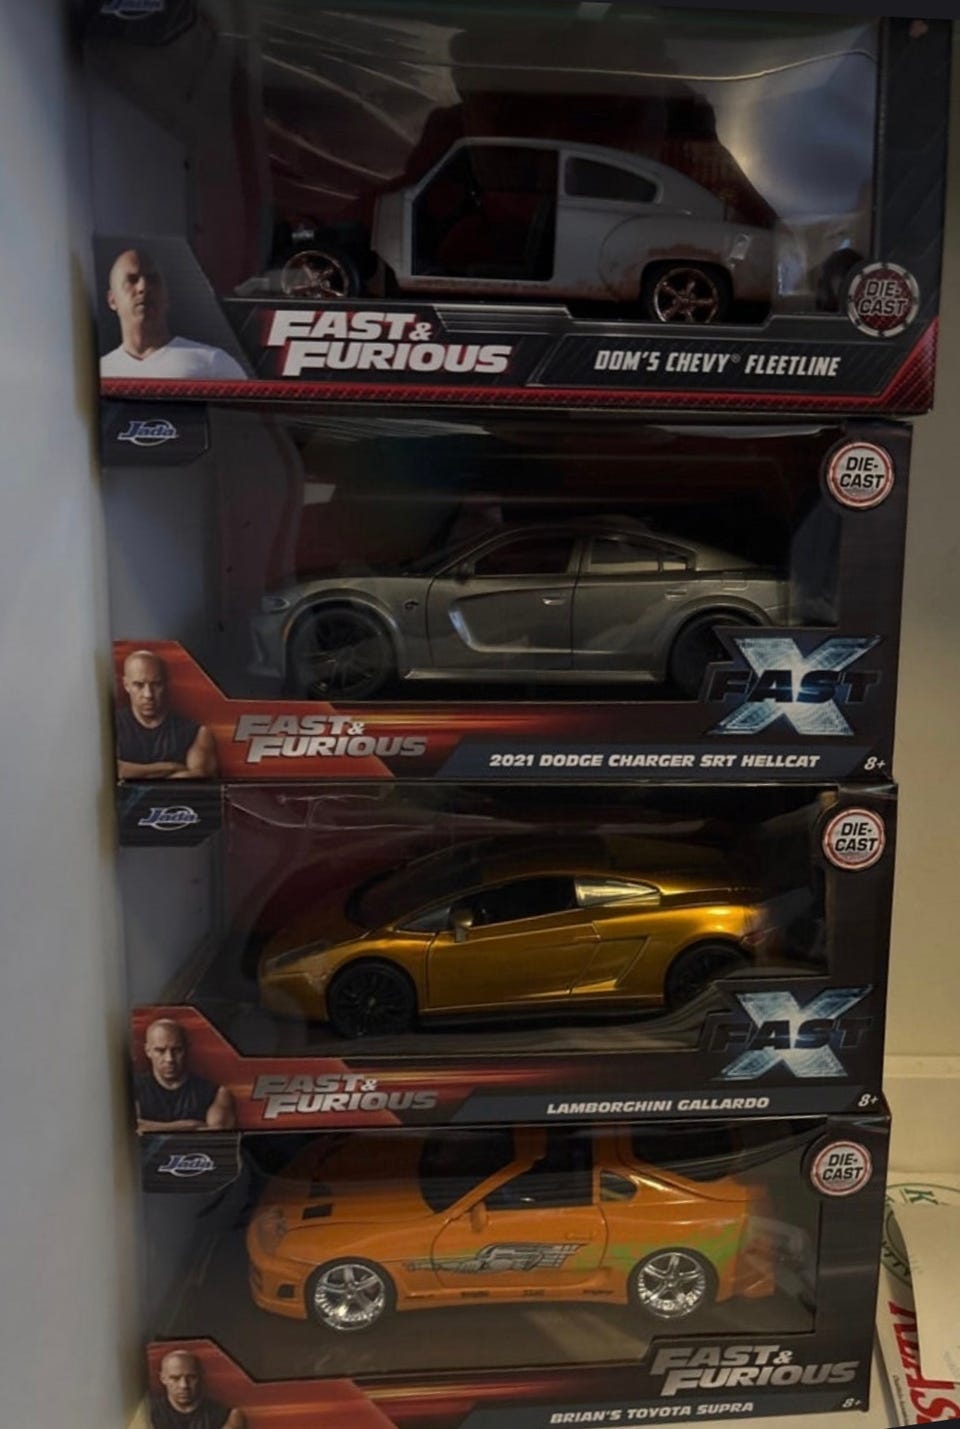 Jada
DIE-
CAST
FAST &
FURIOUS
DOM'S CHEVY® FLEETLINE
Jada
DIE-
CAST
FAST X
FAST &
FURIOUS
2021 DODGE CHARGER SRT HELLCAT
8+
Jada
DIE-
CAST
FAST X
FAST &
FURIOUS
LAMBORGHINI GALLARDO
8+
Jada
DIE-
CAST
FAST &
FURIOUS
BRIAN'S TOYOTA SUPRA
8+